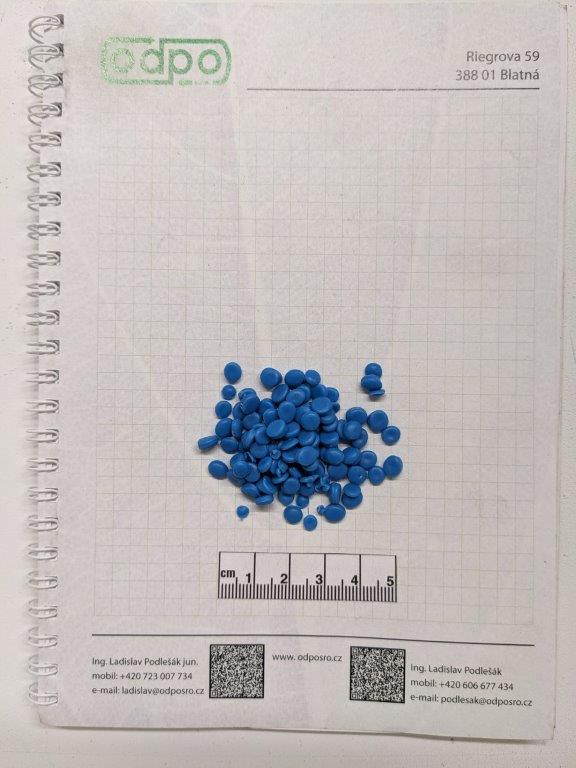 odpo
Riegrova 59
388 01 Blatná
cm 1 2 3 4 5
Ing. Ladislav Podlešák jun.
mobil: +420 723 007 734
e-mail: ladislav@odposro.cz
www. odposro.cz
Ing. Ladislav Podlešák
mobil: +420 606 677 434
e-mail: podlesak@odposro.cz